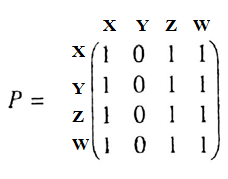 X Y Z W
X 1 0 1 1
P = Y 1 0 1 1
Z 1 0 1 1
W 1 0 1 1